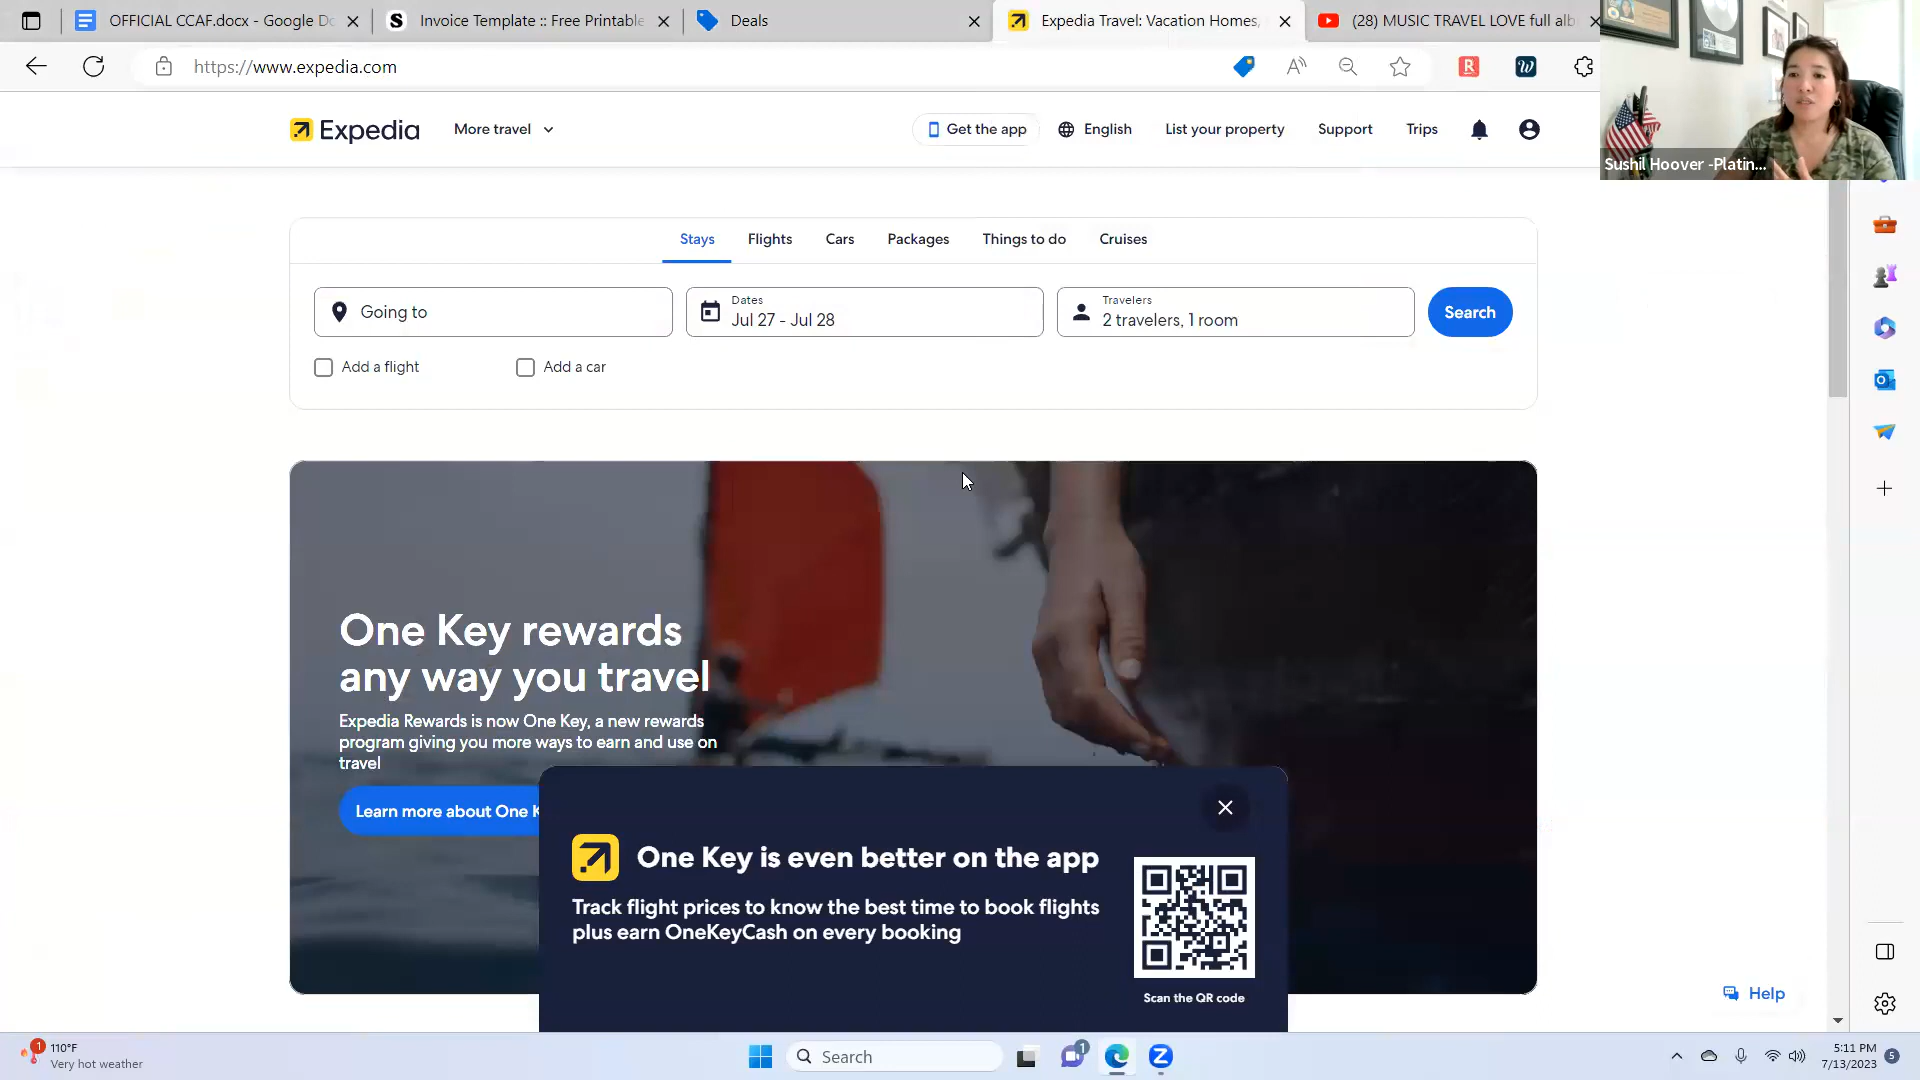 OFFICIAL CCAF.docx - Google Dc
Invoice Template :: Free Printable
Deals
Expedia Travel: Vacation Homes,
(28) MUSIC TRAVEL LOVE full alb
https://www.expedia.com
Expedia
More travel
Get the app
English
List your property
Support
Trips
Sushil Hoover -Platin...
Stays
Flights
Cars
Packages
Things to do
Cruises
Going to
Dates
Jul 27 - Jul 28
Travelers
2 travelers, 1 room
Search
Add a flight
Add a car
One Key rewards
any way you travel
Expedia Rewards is now One Key, a new rewards
program giving you more ways to earn and use on
travel
Learn more about One K
One Key is even better on the app
Track flight prices to know the best time to book flights
plus earn OneKeyCash on every booking
Scan the QR code
Help
1
110°F
Very hot weather
Search
1
5:11 PM
7/13/2023
5